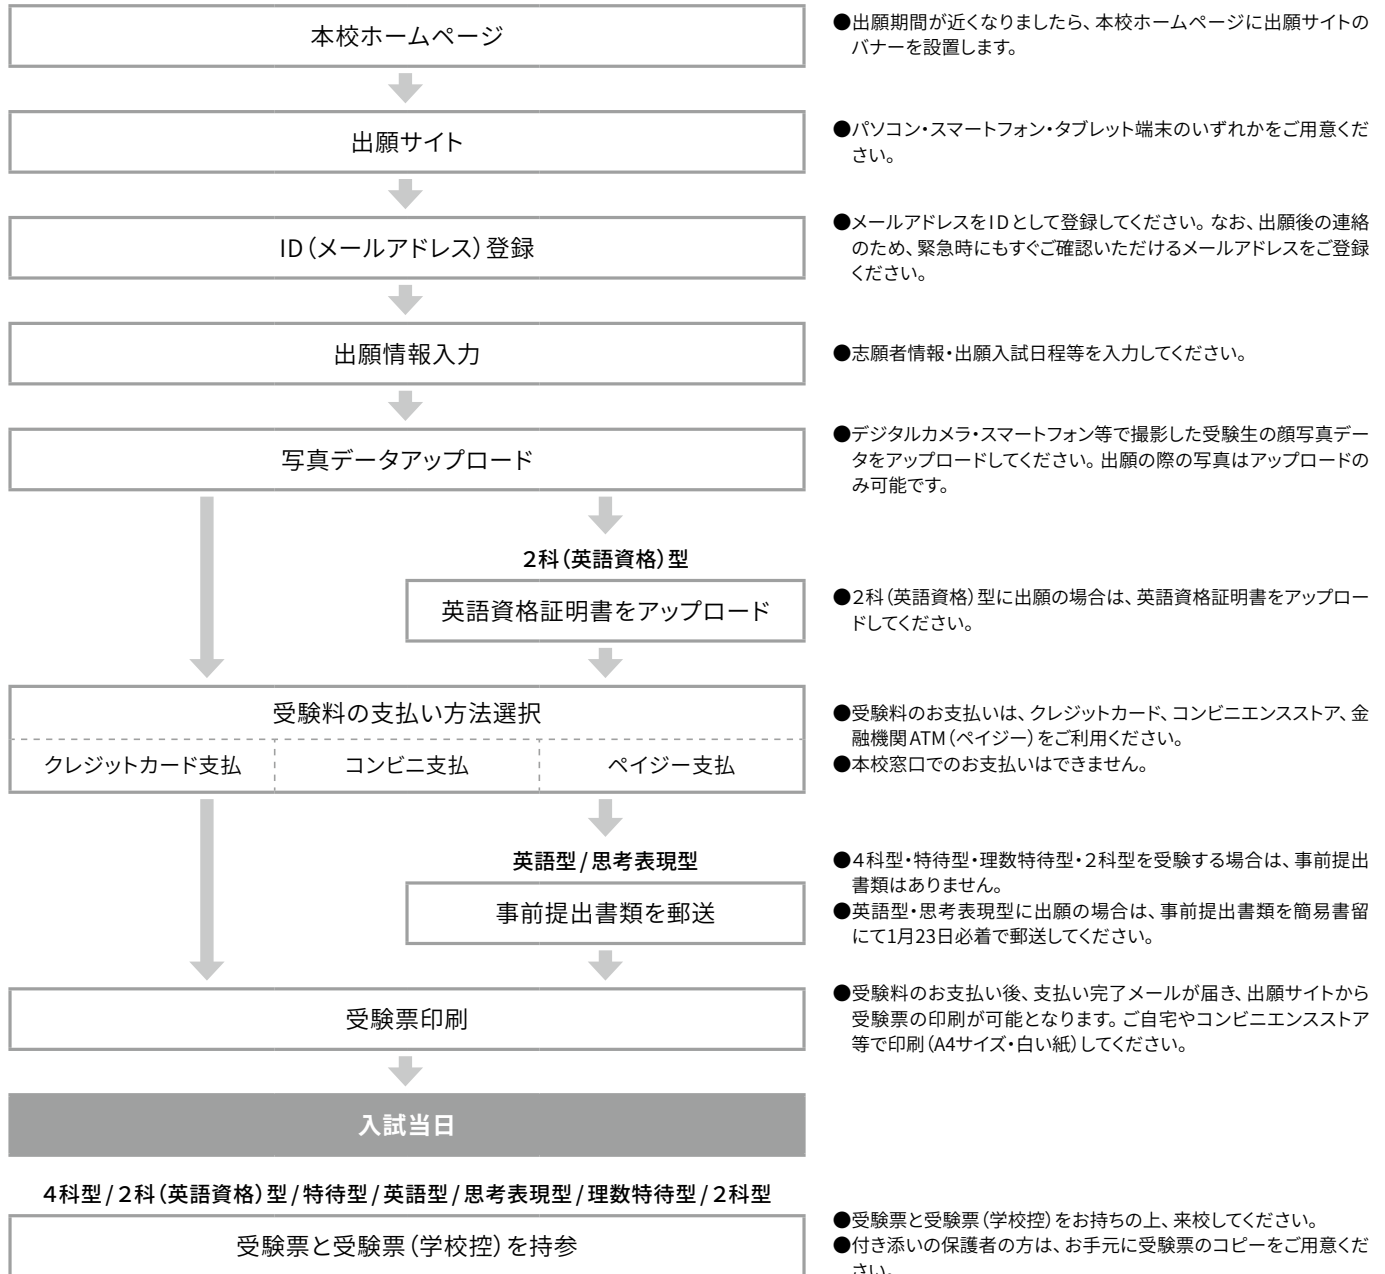 本校ホームページ
●出願期間が近くなりましたら、本校ホームページに出願サイトの
バナーを設置します。
出願サイト
●パソコン・スマートフォン・タブレット端末のいずれかをご用意くだ
さい。
ID（メールアドレス）登録
●メールアドレスをIDとして登録してください。なお、出願後の連絡
のため、緊急時にもすぐご確認いただけるメールアドレスをご登録
ください。
出願情報入力
●志願者情報・出願入試日程等を入力してください。
写真データアップロード
●デジタルカメラ・スマートフォン等で撮影した受験生の顔写真デー
タをアップロードしてください。出願の際の写真はアップロードの
み可能です。
2科（英語資格）型
英語資格証明書をアップロード
●2科（英語資格）型に出願の場合は、英語資格証明書をアップロー
ドしてください。
受験料の支払い方法選択
クレジットカード支払
コンビニ支払
ペイジー支払
●受験料のお支払いは、クレジットカード、コンビニエンスストア、金
融機関ATM（ペイジー）をご利用ください。
●本校窓口でのお支払いはできません。
英語型/思考表現型
事前提出書類を郵送
●4科型・特待型・理数特待型・2科型を受験する場合は、事前提出
書類はありません。
●英語型・思考表現型に出願の場合は、事前提出書類を簡易書留
にて1月23日必着で郵送してください。
受験票印刷
●受験料のお支払い後、支払い完了メールが届き、出願サイトから
受験票の印刷が可能となります。ご自宅やコンビニエンスストア
等で印刷（A4サイズ・白い紙）してください。
入試当日
4科型/2科（英語資格）型/特待型/英語型/思考表現型/理数特待型/2科型
受験票と受験票（学校控）を持参
●受験票と受験票（学校控）をお持ちの上、来校してください。
●付き添いの保護者の方は、お手元に受験票のコピーをご用意くだ
さい。